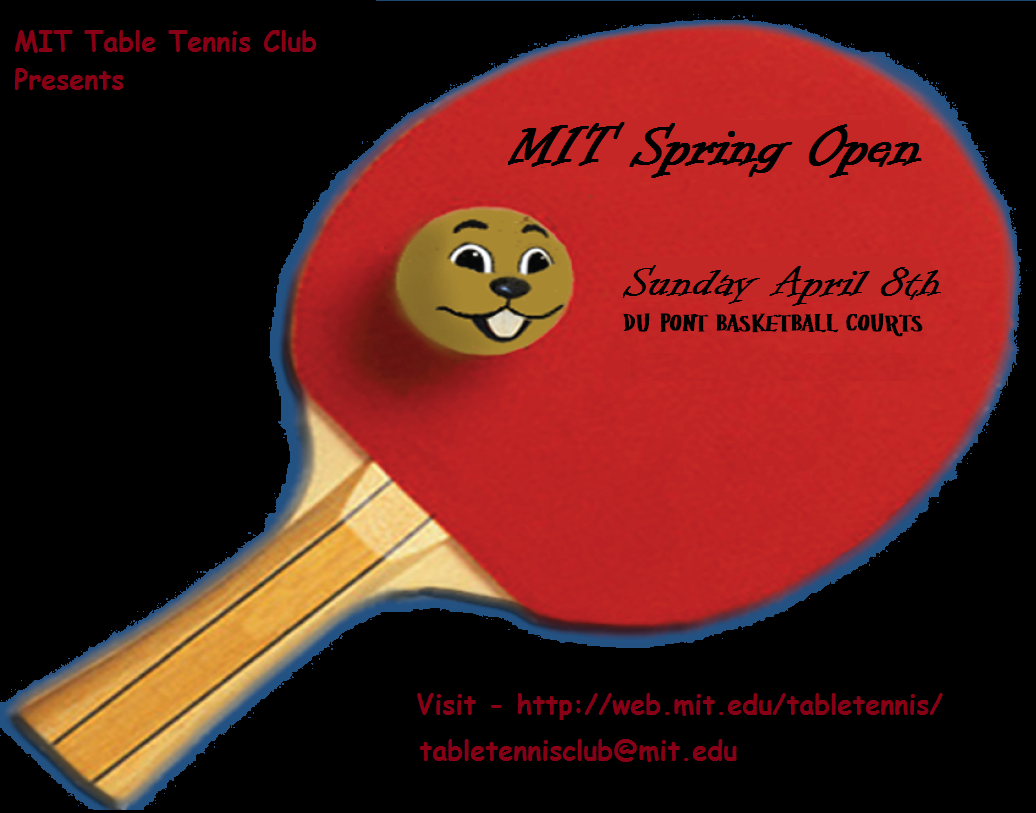 MIT Table Tennis Club
Presents
MIT Spring Open
Sunday April 8th
DU PONT BASKETBALL COURTS
Visit - http://web.mit.edu/tabletennis/
tabletennisclub@mit.edu